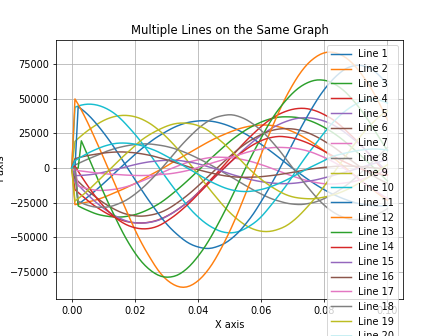 Multiple Lines on the Same Graph
75000
50000
25000
0
−25000
−50000
−75000
0.00
0.02
0.04
0.06
X axis
Line 1
Line 2
Line 3
Line 4
Line 5
Line 6
Line 7
Line 8
Line 9
Line 10
Line 11
Line 12
Line 13
Line 14
Line 15
Line 16
Line 17
Line 18
Line 19
Line 20